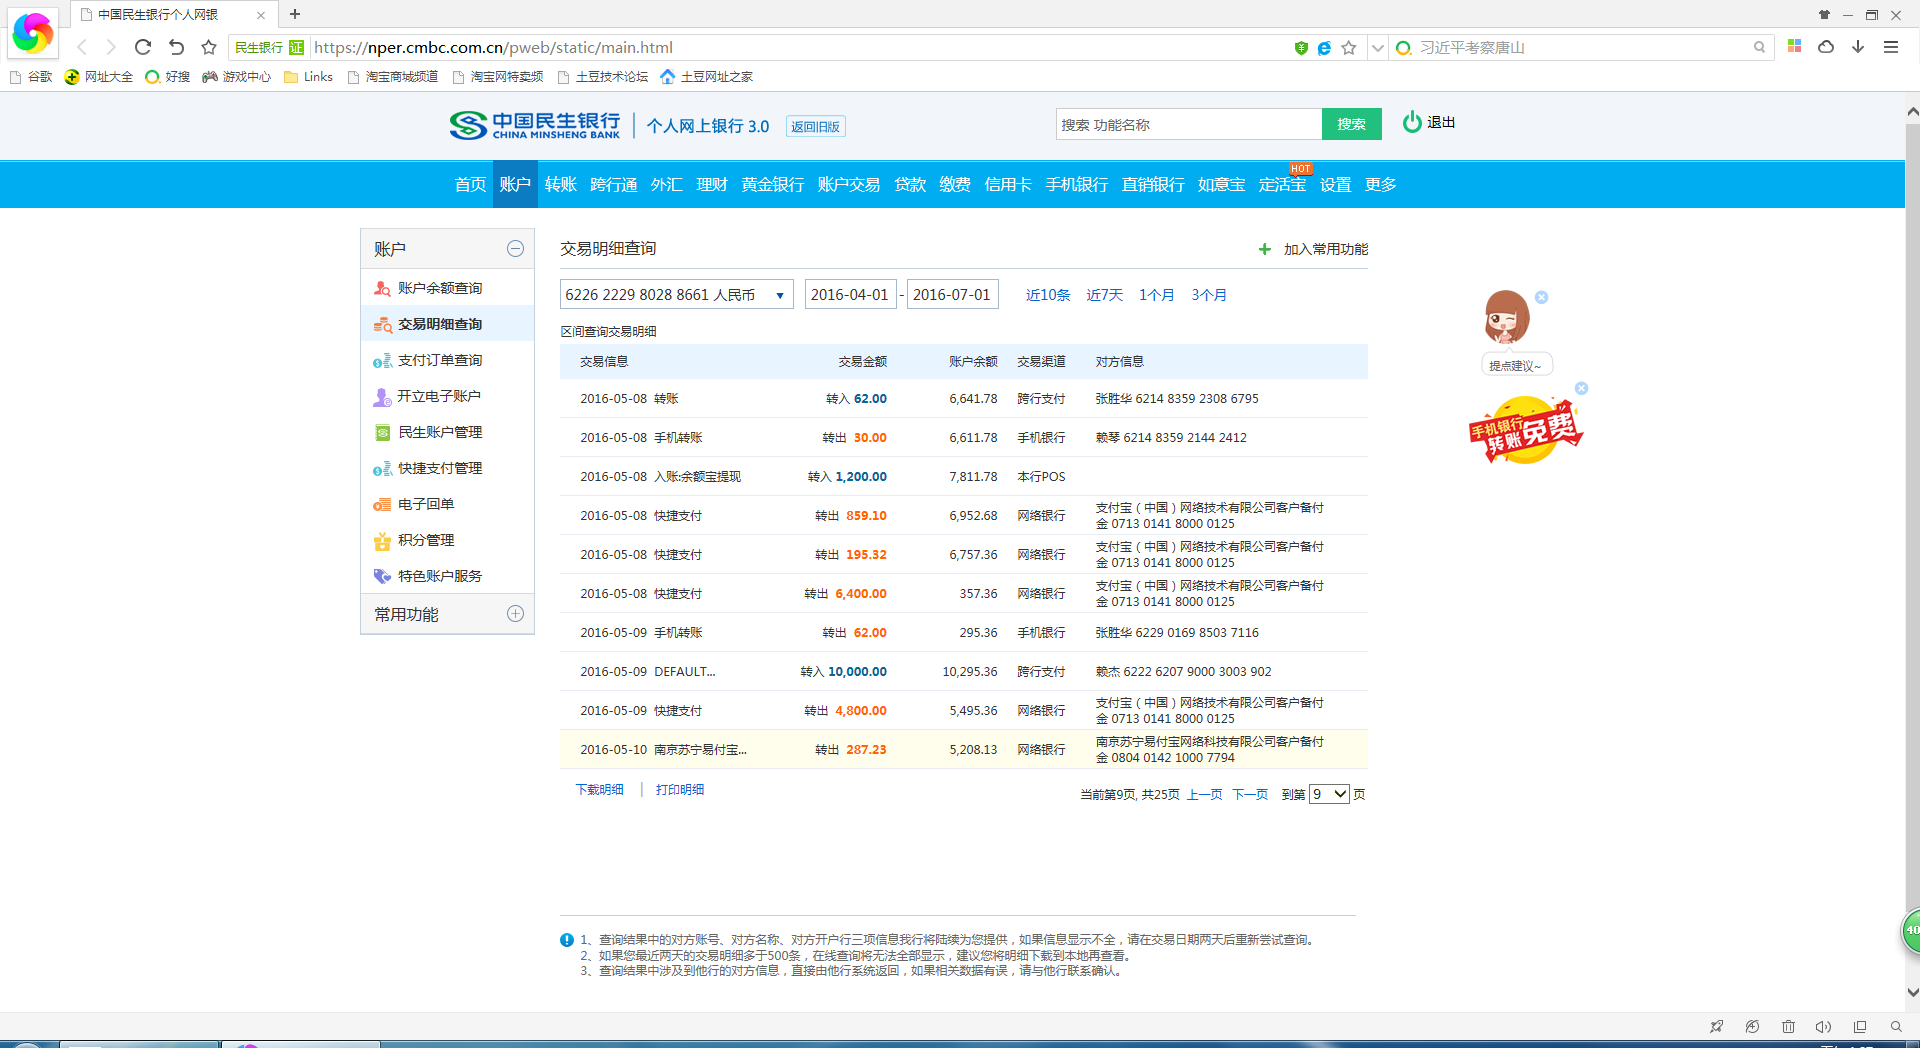 中国民生银行个人网银
民生银行 证 https://nper.cmbc.com.cn/pweb/static/main.html
习近平考察唐山
谷歌 网址大全 好搜 游戏中心 Links 淘宝商城频道 淘宝网特卖频 土豆技术论坛 土豆网址之家
中国民生银行
CHINA MINSHENG BANK
个人网上银行 3.0 返回旧版
搜索 功能名称 搜索 退出
HOT
首页 账户 转账 跨行通 外汇 理财 黄金银行 账户交易 贷款 缴费 信用卡 手机银行 直销银行 如意宝 定活宝 设置 更多
账户
账户余额查询
交易明细查询
支付订单查询
开立电子账户
民生账户管理
快捷支付管理
电子回单
积分管理
特色账户服务
常用功能
交易明细查询 加入常用功能
6226 2229 8028 8661 人民币 2016-04-01 - 2016-07-01 近10条 近7天 1个月 3个月
区间查询交易明细
交易信息 交易金额 账户余额 交易渠道 对方信息
2016-05-08 转账 转入 62.00 6,641.78 跨行支付 张胜华 6214 8359 2308 6795
2016-05-08 手机转账 转出 30.00 6,611.78 手机银行 赖琴 6214 8359 2144 2412
2016-05-08 入账:余额宝提现 转入 1,200.00 7,811.78 本行POS
2016-05-08 快捷支付 转出 859.10 6,952.68 网络银行 支付宝（中国）网络技术有限公司客户备付
金 0713 0141 8000 0125
2016-05-08 快捷支付 转出 195.32 6,757.36 网络银行 支付宝（中国）网络技术有限公司客户备付
金 0713 0141 8000 0125
2016-05-08 快捷支付 转出 6,400.00 357.36 网络银行 支付宝（中国）网络技术有限公司客户备付
金 0713 0141 8000 0125
2016-05-09 手机转账 转出 62.00 295.36 手机银行 张胜华 6229 0169 8503 7116
2016-05-09 DEFAULT... 转入 10,000.00 10,295.36 跨行支付 赖杰 6222 6207 9000 3003 902
2016-05-09 快捷支付 转出 4,800.00 5,495.36 网络银行 支付宝（中国）网络技术有限公司客户备付
金 0713 0141 8000 0125
2016-05-10 南京苏宁易付宝... 转出 287.23 5,208.13 网络银行 南京苏宁易付宝网络科技有限公司客户备付
金 0804 0142 1000 7794
下载明细 | 打印明细 当前第9页, 共25页 上一页 下一页 到第 9 页
提点建议~
手机银行
转账免费
40
1、查询结果中的对方账号、对方名称、对方开户行三项信息我行将陆续为您提供，如果信息显示不全，请在交易日期两天后重新尝试查询。
2、如果您最近两天的交易明细多于500条，在线查询将无法全部显示，建议您将明细下载到本地再查看。
3、查询结果中涉及到他行的对方信息，直接由他行系统返回，如果相关数据有误，请与他行联系确认。